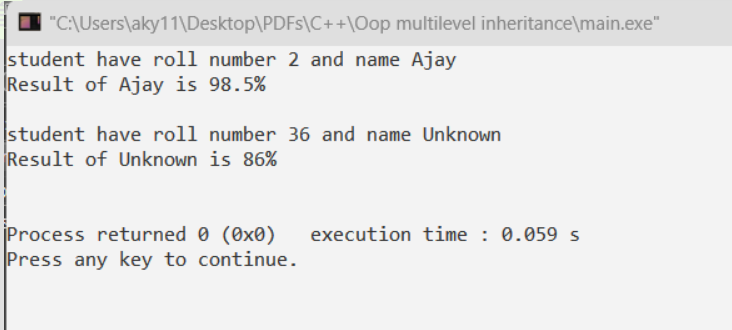 "C:\Users\aky11\Desktop\PDFs\C++\Oop multilevel inheritance\main.exe"
student have roll number 2 and name Ajay
Result of Ajay is 98.5%
student have roll number 36 and name Unknown
Result of Unknown is 86%
Process returned 0 (0x0)   execution time : 0.059 s
Press any key to continue.